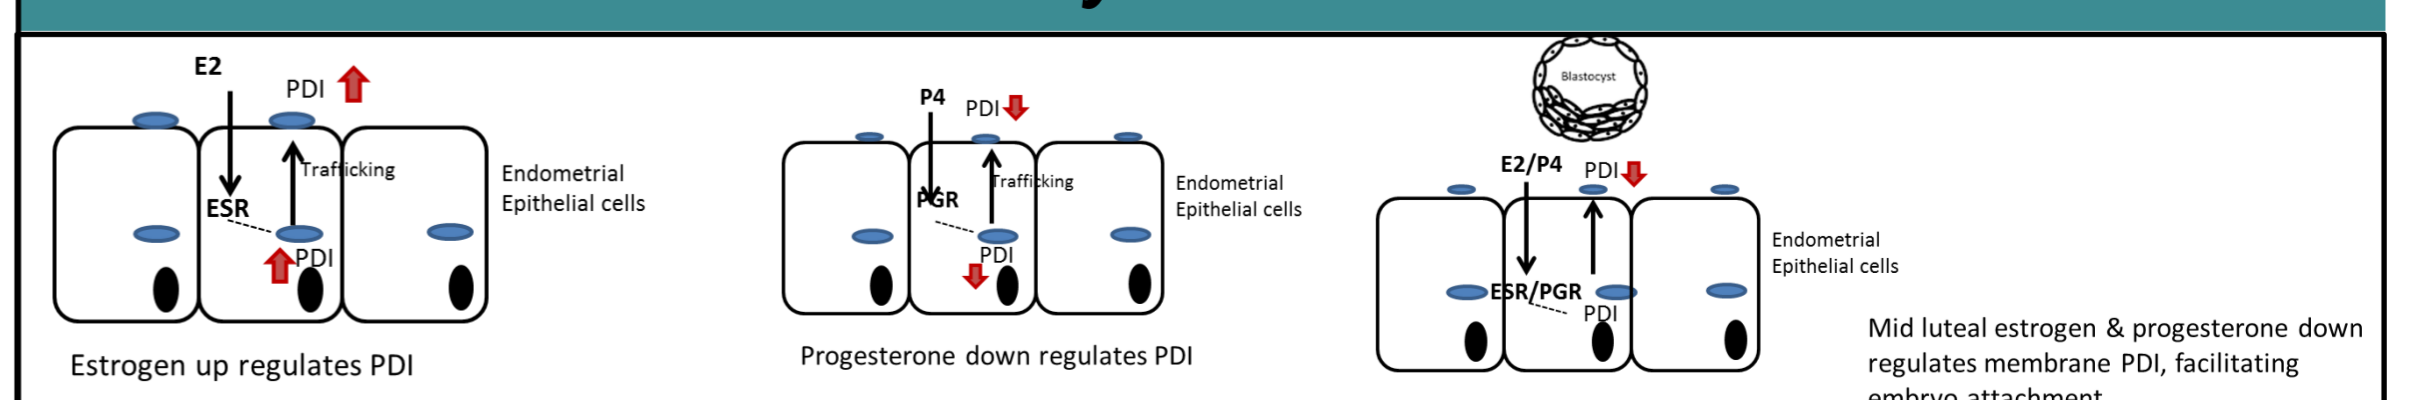 E2
PDI
Trafficking
ESR
PDI
Endometrial
Epithelial cells
Estrogen up regulates PDI
P4
PDI
Trafficking
PGR
PDI
Endometrial
Epithelial cells
Progesterone down regulates PDI
Blastocyst
E2/P4
PDI
ESR/PGR
PDI
Endometrial
Epithelial cells
Mid luteal estrogen & progesterone down
regulates membrane PDI, facilitating
embryo attachment